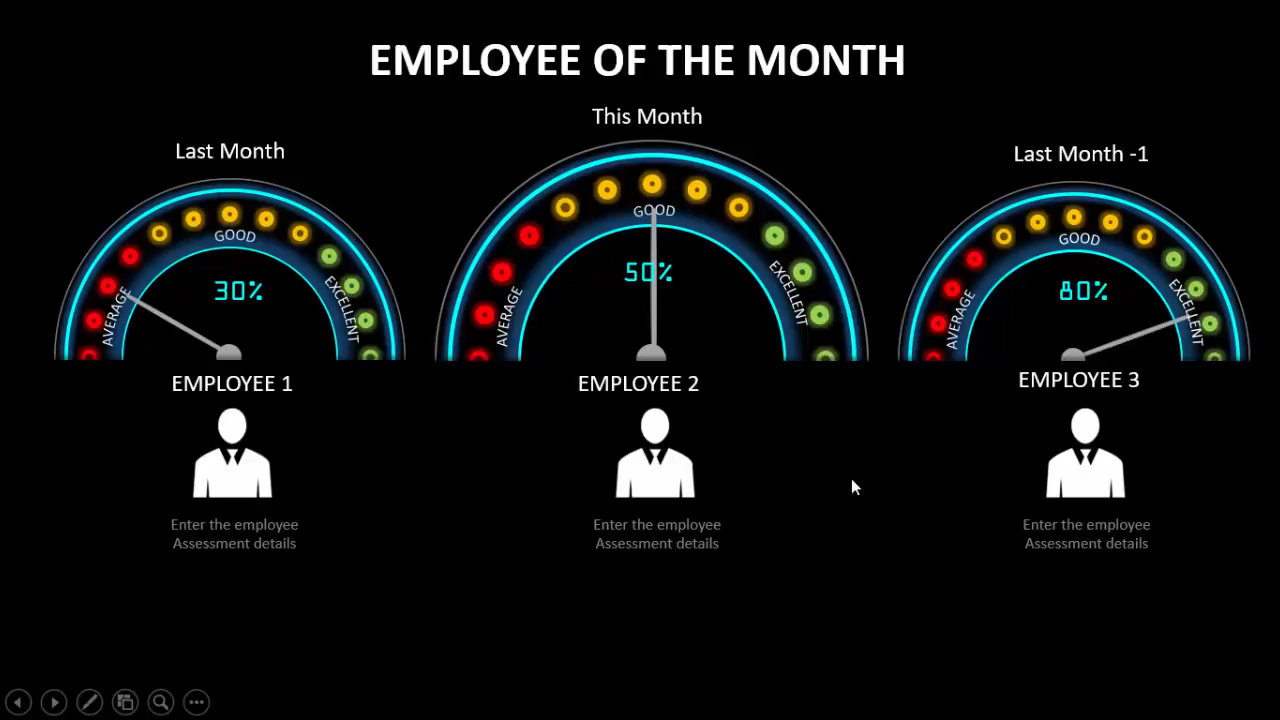 EMPLOYEE OF THE MONTH
Last Month
AVERAGE
GOOD
EXCELLENT
30%
EMPLOYEE 1
Enter the employee
Assessment details
This Month
AVERAGE
GOOD
EXCELLENT
50%
EMPLOYEE 2
Enter the employee
Assessment details
Last Month -1
AVERAGE
GOOD
EXCELLENT
80%
EMPLOYEE 3
Enter the employee
Assessment details